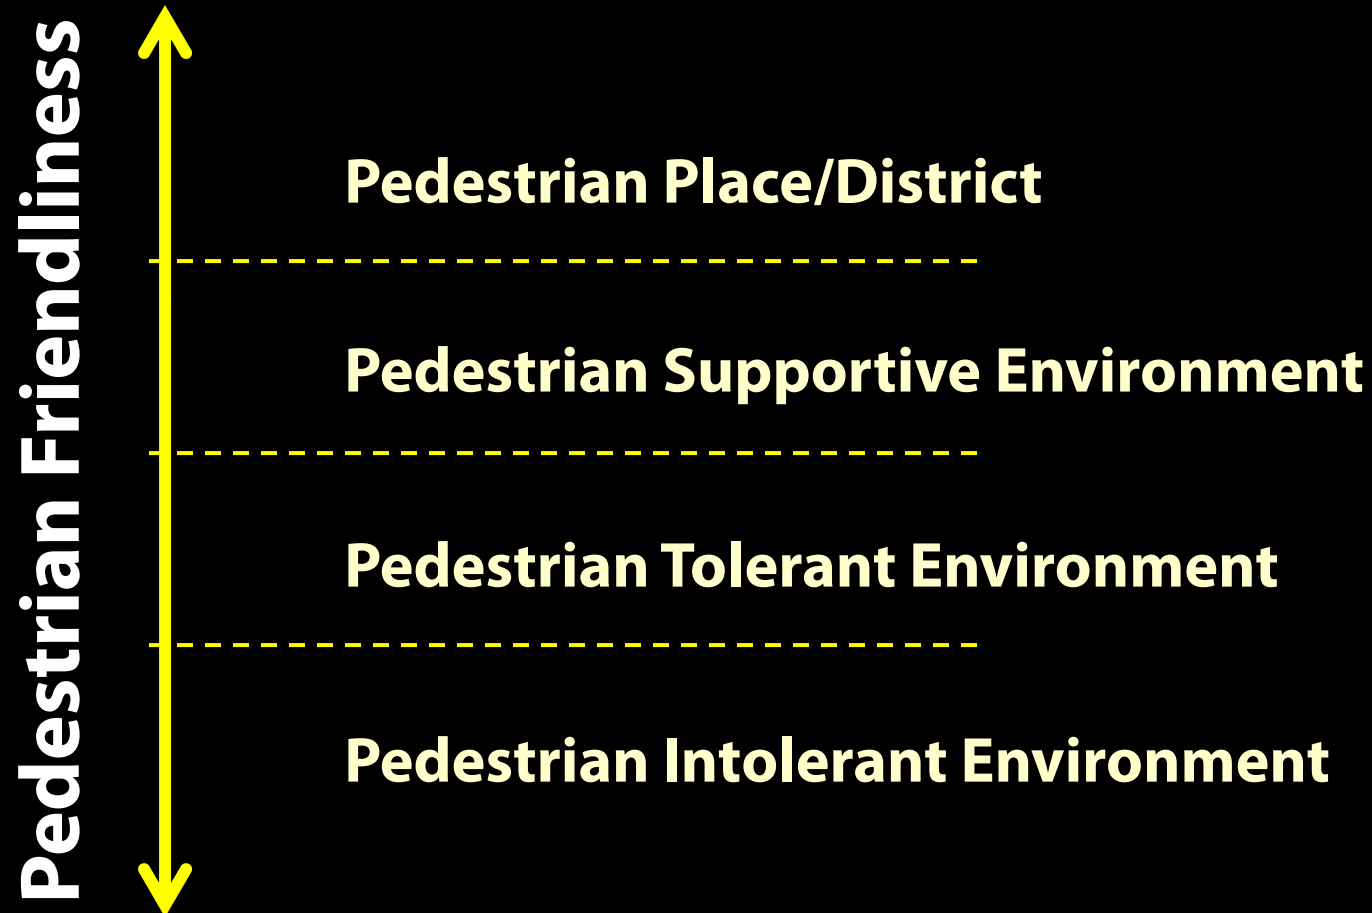 Pedestrian Friendliness
Pedestrian Place/District
Pedestrian Supportive Environment
Pedestrian Tolerant Environment
Pedestrian Intolerant Environment